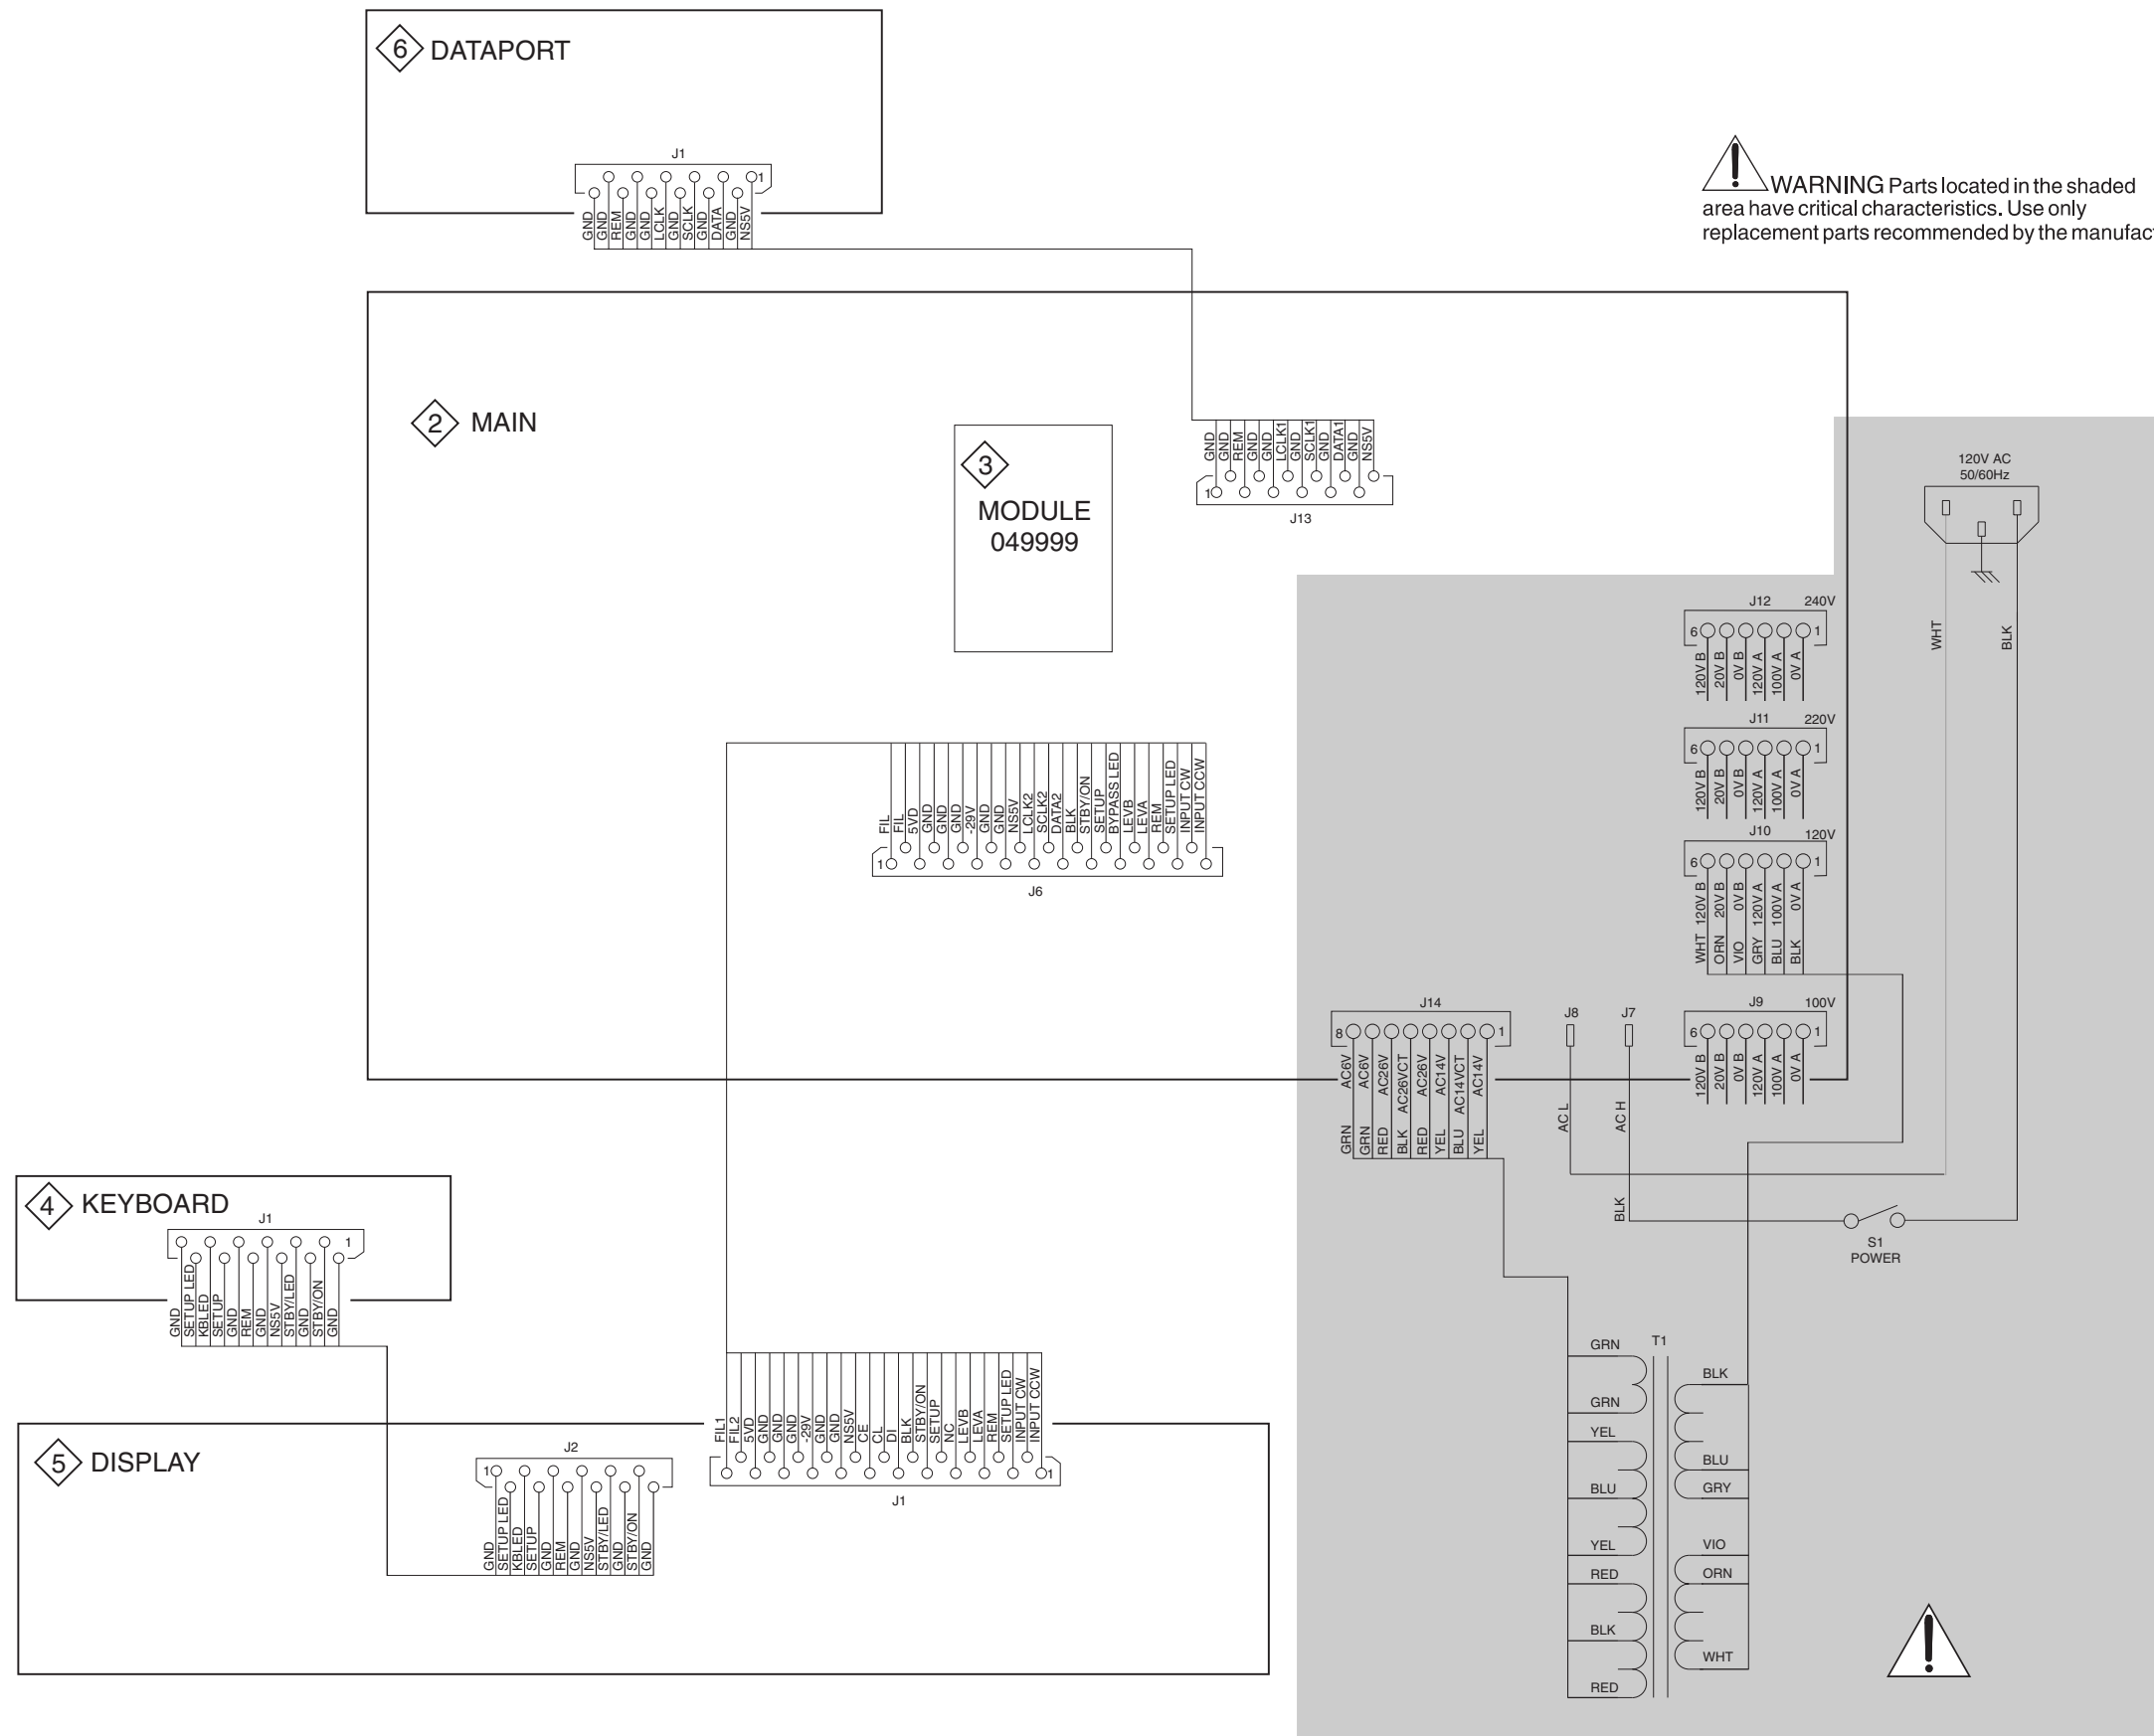 6 DATAPORT
J1
1
GND
GND
REM
GND
GND
LCLK
GND
SCLK
GND
DATA
GND
NS5V
WARNING Parts located in the shaded
area have critical characteristics. Use only
replacement parts recommended by the manufac
2 MAIN
3
MODULE
049999
GND
GND
REM
GND
GND
LCLK1
GND
SCLK1
GND
DATA1
GND
NS5V
1
J13
120V AC
50/60Hz
WHT
BLK
J12 240V
6 1
120V B
20V B
0V B
120V A
100V A
0V A
J11 220V
6 1
120V B
20V B
0V B
120V A
100V A
0V A
J10 120V
6 1
WHT 120V B
ORN 20V B
VIO 0V B
GRY 120V A
BLU 100V A
BLK 0V A
FIL
FIL
5VD
GND
GND
GND
-29V
GND
GND
NS5V
LCLK2
SCLK2
DATA2
BLK
STBY/ON
SETUP
BYPASS LED
LEVB
LEVA
REM
SETUP LED
INPUT CW
INPUT CCW
1
J6
J14
8 1
GRN AC6V
GRN AC6V
RED AC26V
BLK AC26VCT
RED AC26V
YEL AC14V
BLU AC14VCT
YEL AC14V
J8
AC L
J7
AC H
BLK
J9 100V
6 1
120V B
20V B
0V B
120V A
100V A
0V A
S1
POWER
4 KEYBOARD
J1
1
GND
SETUP LED
KBLED
SETUP
GND
REM
GND
NS5V
STBY/LED
GND
STBY/ON
GND
5 DISPLAY
J2
1
GND
SETUP LED
KBLED
SETUP
GND
REM
GND
NS5V
STBY/LED
GND
STBY/ON
GND
FIL1
FIL2
5VD
GND
GND
GND
-29V
GND
GND
NS5V
CE
CL
DI
BLK
STBY/ON
SETUP
NC
LEVB
LEVA
REM
SETUP LED
INPUT CW
INPUT CCW
1
J1
T1
GRN
GRN
YEL
BLU
YEL
RED
BLK
RED
BLK
BLU
GRY
VIO
ORN
WHT